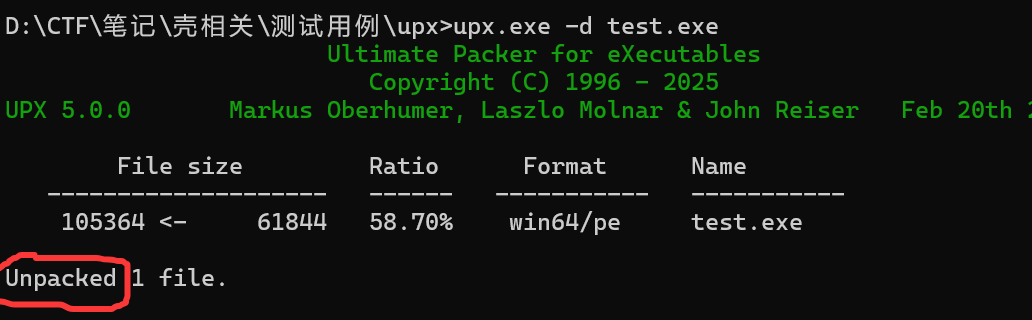 D:\CTF\笔记\壳相关\测试用例\upx>upx.exe -d test.exe
Ultimate Packer for eXecutables
Copyright (C) 1996 - 2025
UPX 5.0.0 Markus Oberhumer, Laszlo Molnar & John Reiser Feb 20th
File size Ratio Format Name
-------------------- ------ ----------- -----------
105364 <- 61844 58.70% win64/pe test.exe
Unpacked 1 file.